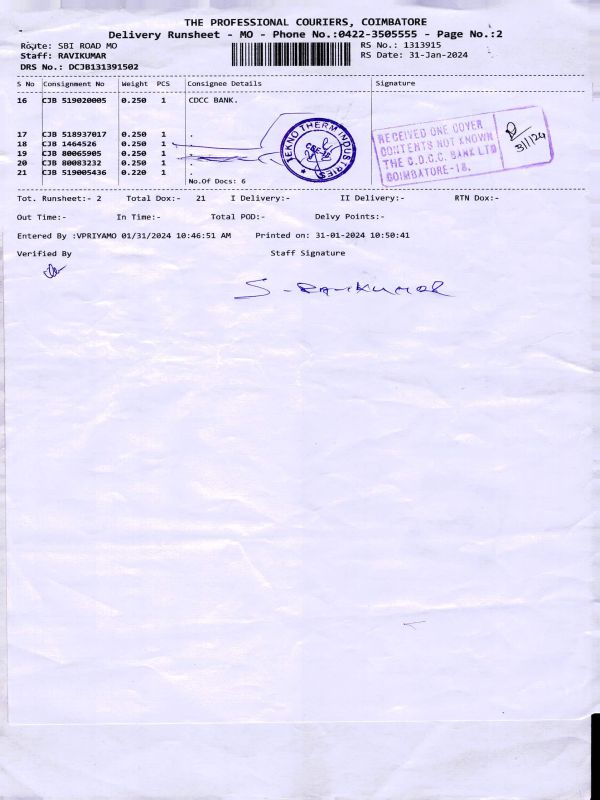 THE PROFESSIONAL COURIERS, COIMBATORE
Delivery Runsheet - MO - Phone No.:0422-3505555 - Page No.:2
Route: SBI ROAD MO
RS No.: 1313915
Staff: RAVIKUMAR
RS Date: 31-Jan-2024
DRS No.: DCJB131391502
S No Consignment No Weight PCS Consignee Details Signature
16 CJB 519020005 0.250 1 CDCC BANK.
17 CJB 518937017 0.250 1 .
18 CJB 1464526 0.250 1 .
19 CJB 80065905 0.250 1 .
20 CJB 80083232 0.250 1 .
21 CJB 519005436 0.220 1 .
No.Of Docs: 6
TEKNO THERM INDUSTRIES
RECEIVED ONE COVER
CONTENTS NOT KNOWN
THE C.D.C.C. BANK LTD
COIMBATORE-18.
31/1/24
Tot. Runsheet:- 2 Total Dox:- 21 I Delivery:- II Delivery:- RTN Dox:-
Out Time:- In Time:- Total POD:- Delvy Points:-
Entered By :VPRIYAMO 01/31/2024 10:46:51 AM Printed on: 31-01-2024 10:50:41
Verified By Staff Signature
S. RAVIKUMAR